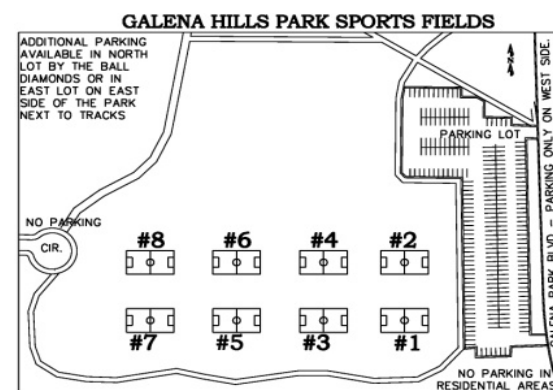 GALENA HILLS PARK SPORTS FIELDS
ADDITIONAL PARKING
AVAILABLE IN NORTH
LOT BY THE BALL
DIAMONDS OR IN
EAST LOT ON EAST
SIDE OF THE PARK
NEXT TO TRACKS
PARKING LOT
GALENA PARK BLVD - PARKING ONLY ON WEST SIDE.
NO PARKING
CIR.
#8
#6
#4
#2
#7
#5
#3
#1
NO PARKING IN
RESIDENTIAL AREAS